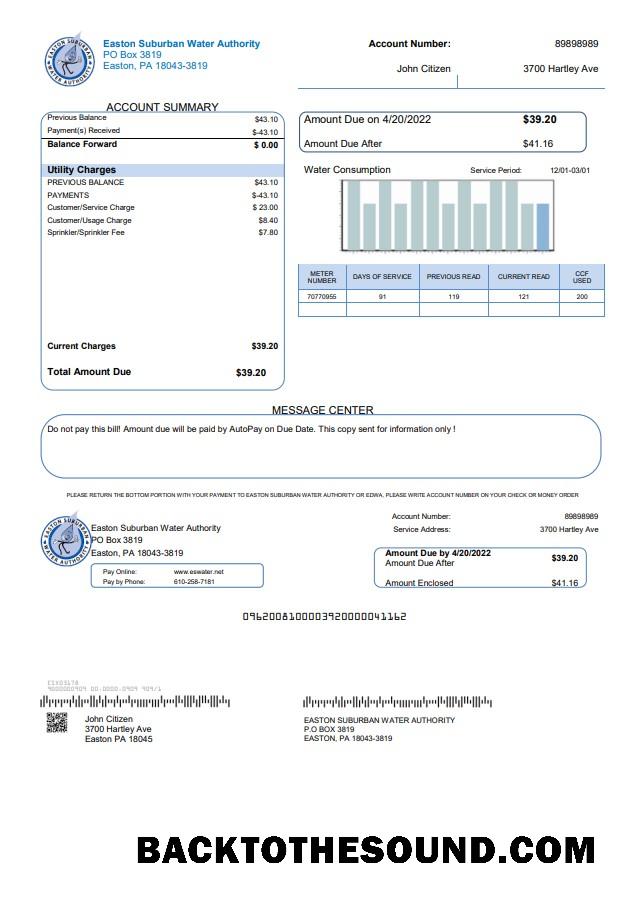 Easton Suburban Water Authority
PO Box 3819
Easton, PA 18043-3819
Account Number: 89898989
John Citizen 3700 Hartley Ave
ACCOUNT SUMMARY
Previous Balance $43.10
Payment(s) Received $-43.10
Balance Forward $ 0.00
Utility Charges
PREVIOUS BALANCE $43.10
PAYMENTS $-43.10
Customer/Service Charge $ 23.00
Customer/Usage Charge $8.40
Sprinkler/Sprinkler Fee $7.80
Current Charges $39.20
Total Amount Due $39.20
Amount Due on 4/20/2022 $39.20
Amount Due After $41.16
Water Consumption Service Period: 12/01-03/01
METER NUMBER DAYS OF SERVICE PREVIOUS READ CURRENT READ CCF USED
70770955 91 119 121 200
MESSAGE CENTER
Do not pay this bill! Amount due will be paid by AutoPay on Due Date. This copy sent for information only !
PLEASE RETURN THE BOTTOM PORTION WITH YOUR PAYMENT TO EASTON SUBURBAN WATER AUTHORITY OR EDWA, PLEASE WRITE ACCOUNT NUMBER ON YOUR CHECK OR MONEY ORDER
EASTON SUBURBAN WATER AUTHORITY
Easton Suburban Water Authority
PO Box 3819
Easton, PA 18043-3819
Pay Online: www.eswater.net
Pay by Phone: 610-258-7181
Account Number: 89898989
Service Address: 3700 Hartley Ave
Amount Due by 4/20/2022 $39.20
Amount Due After
Amount Enclosed $41.16
John Citizen
3700 Hartley Ave
Easton PA 18045
EASTON SUBURBAN WATER AUTHORITY
P.O BOX 3819
EASTON, PA 18043-3819
BACKTOTHESOUND.COM